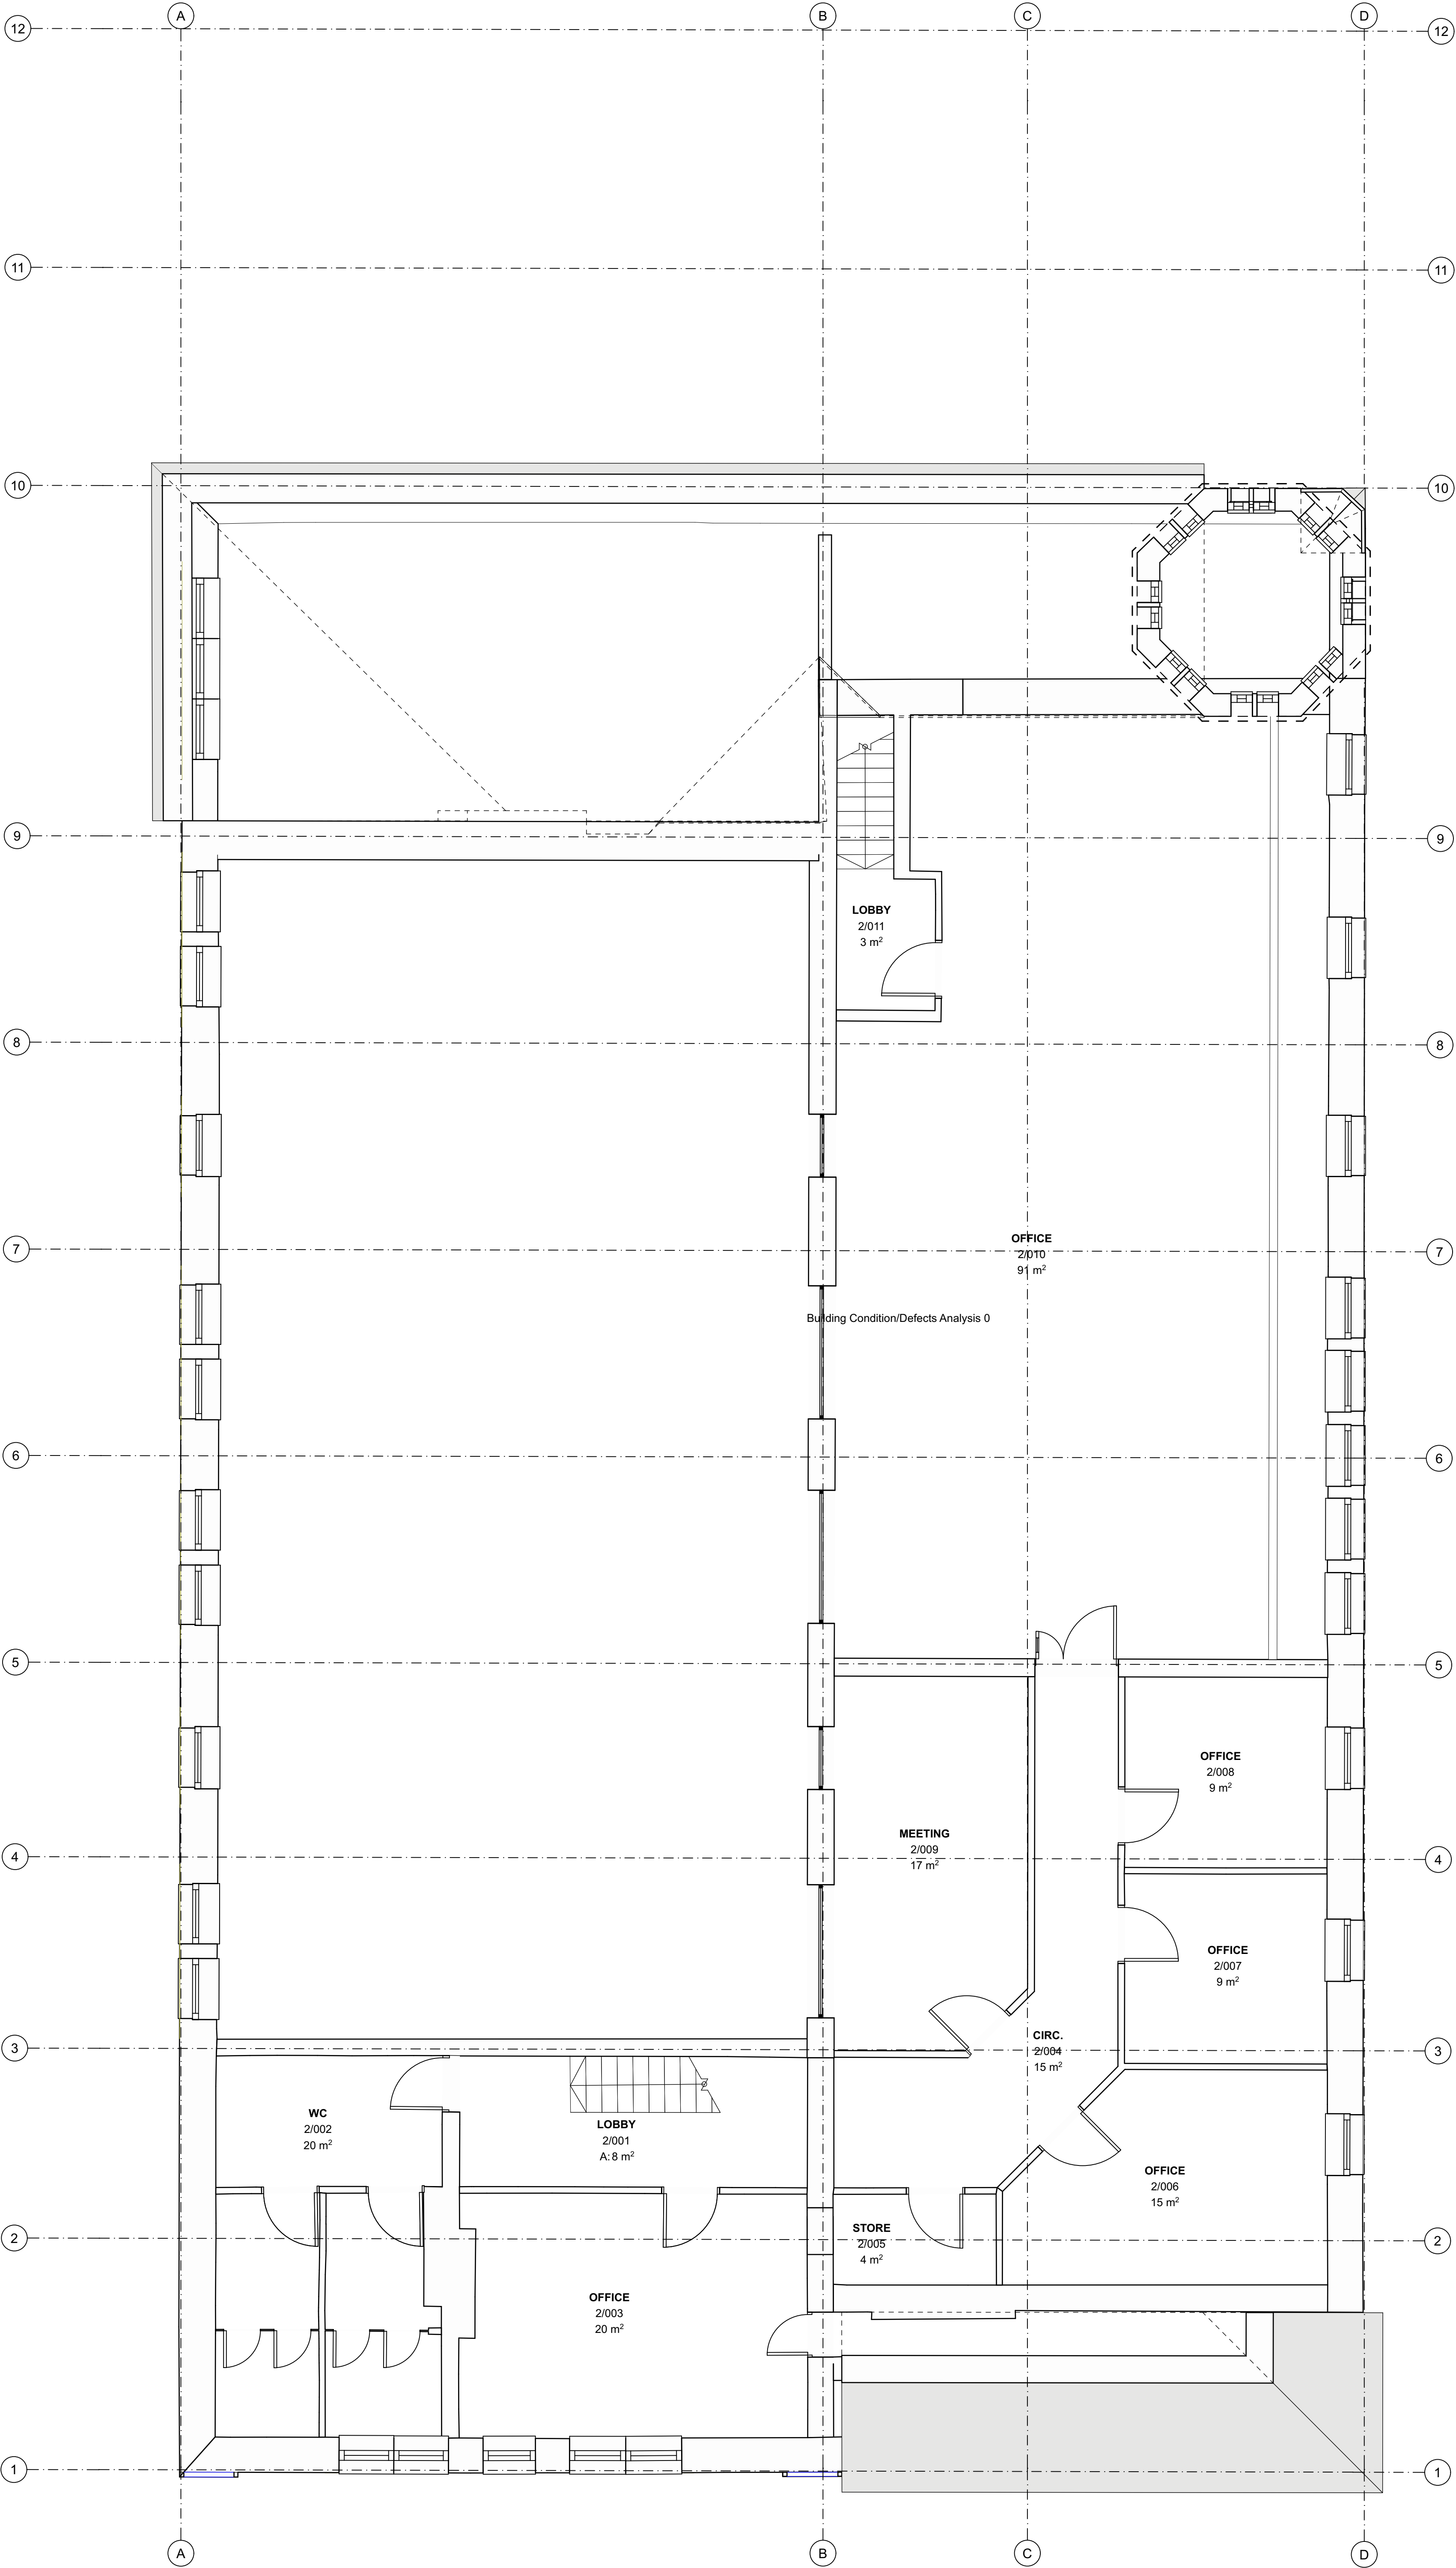 A
B
C
D
12
12
11
11
10
10
9
9
LOBBY
2/011
3 m²
8
8
OFFICE
2/010
91 m²
7
7
Building Condition/Defects Analysis 0
6
6
5
5
OFFICE
2/008
9 m²
MEETING
2/009
17 m²
4
4
OFFICE
2/007
9 m²
CIRC.
2/004
15 m²
3
3
WC
2/002
20 m²
LOBBY
2/001
A: 8 m²
OFFICE
2/006
15 m²
STORE
2/005
4 m²
2
2
OFFICE
2/003
20 m²
1
1
A
B
C
D